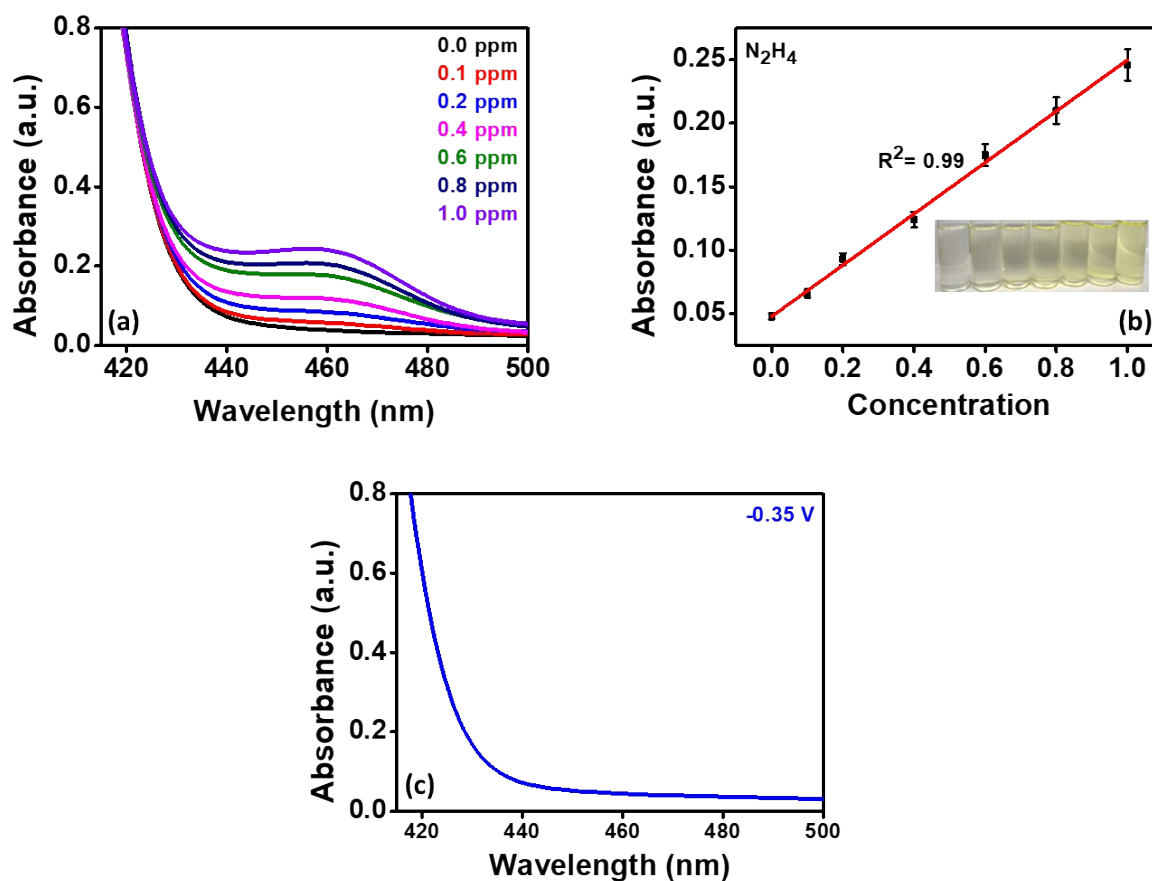 0.8
0.6
0.4
0.2
0.0
Absorbance (a.u.)
0.0 ppm
0.1 ppm
0.2 ppm
0.4 ppm
0.6 ppm
0.8 ppm
1.0 ppm
(a)
420 440 460 480 500
Wavelength (nm)
0.25
0.20
0.15
0.10
0.05
Absorbance (a.u.)
N₂H₄
R²= 0.99
(b)
0.0 0.2 0.4 0.6 0.8 1.0
Concentration
0.8
0.6
0.4
0.2
0.0
Absorbance (a.u.)
-0.35 V
(c)
420 440 460 480 500
Wavelength (nm)